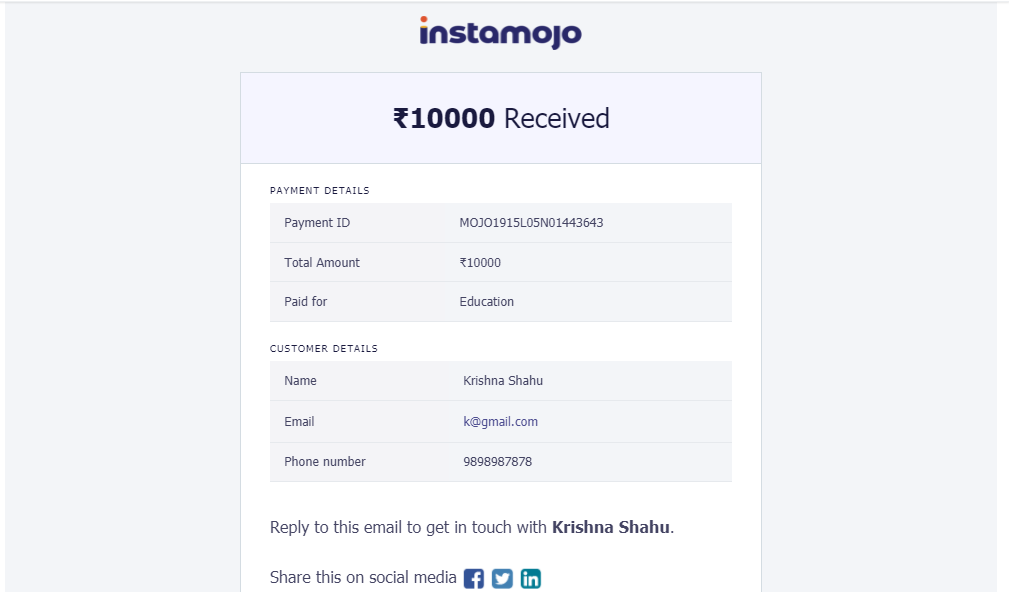 instamojo
₹10000 Received
PAYMENT DETAILS
Payment ID MOJO1915L05N01443643
Total Amount ₹10000
Paid for Education
CUSTOMER DETAILS
Name Krishna Shahu
Email k@gmail.com
Phone number 9898987878
Reply to this email to get in touch with Krishna Shahu.
Share this on social media